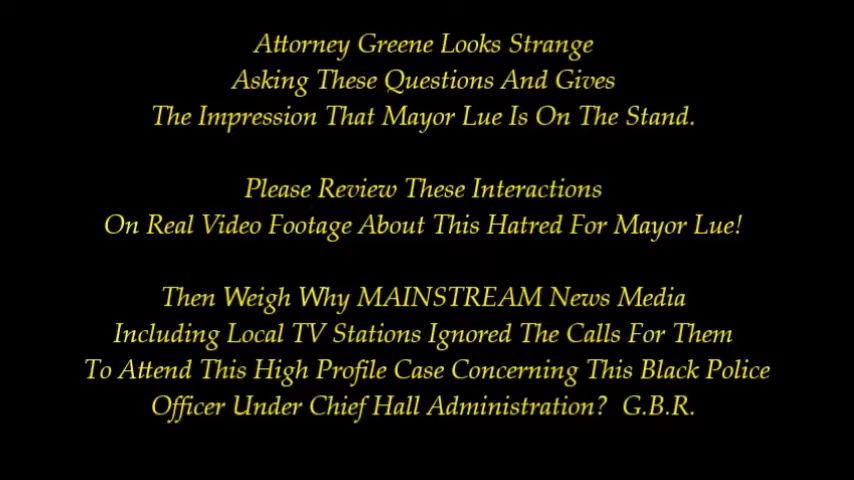 Attorney Greene Looks Strange
Asking These Questions And Gives
The Impression That Mayor Lue Is On The Stand.
Please Review These Interactions
On Real Video Footage About This Hatred For Mayor Lue!
Then Weigh Why MAINSTREAM News Media
Including Local TV Stations Ignored The Calls For Them
To Attend This High Profile Case Concerning This Black Police
Officer Under Chief Hall Administration?  G.B.R.